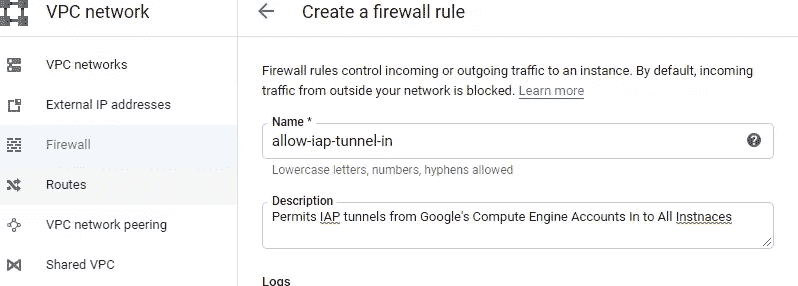 VPC network
Create a firewall rule
VPC networks
External IP addresses
Firewall
Routes
VPC network peering
Shared VPC
Firewall rules control incoming or outgoing traffic to an instance. By default, incoming
traffic from outside your network is blocked. Learn more
Name *
allow-iap-tunnel-in
Lowercase letters, numbers, hyphens allowed
Description
Permits IAP tunnels from Google's Compute Engine Accounts In to All Instnaces
Logs